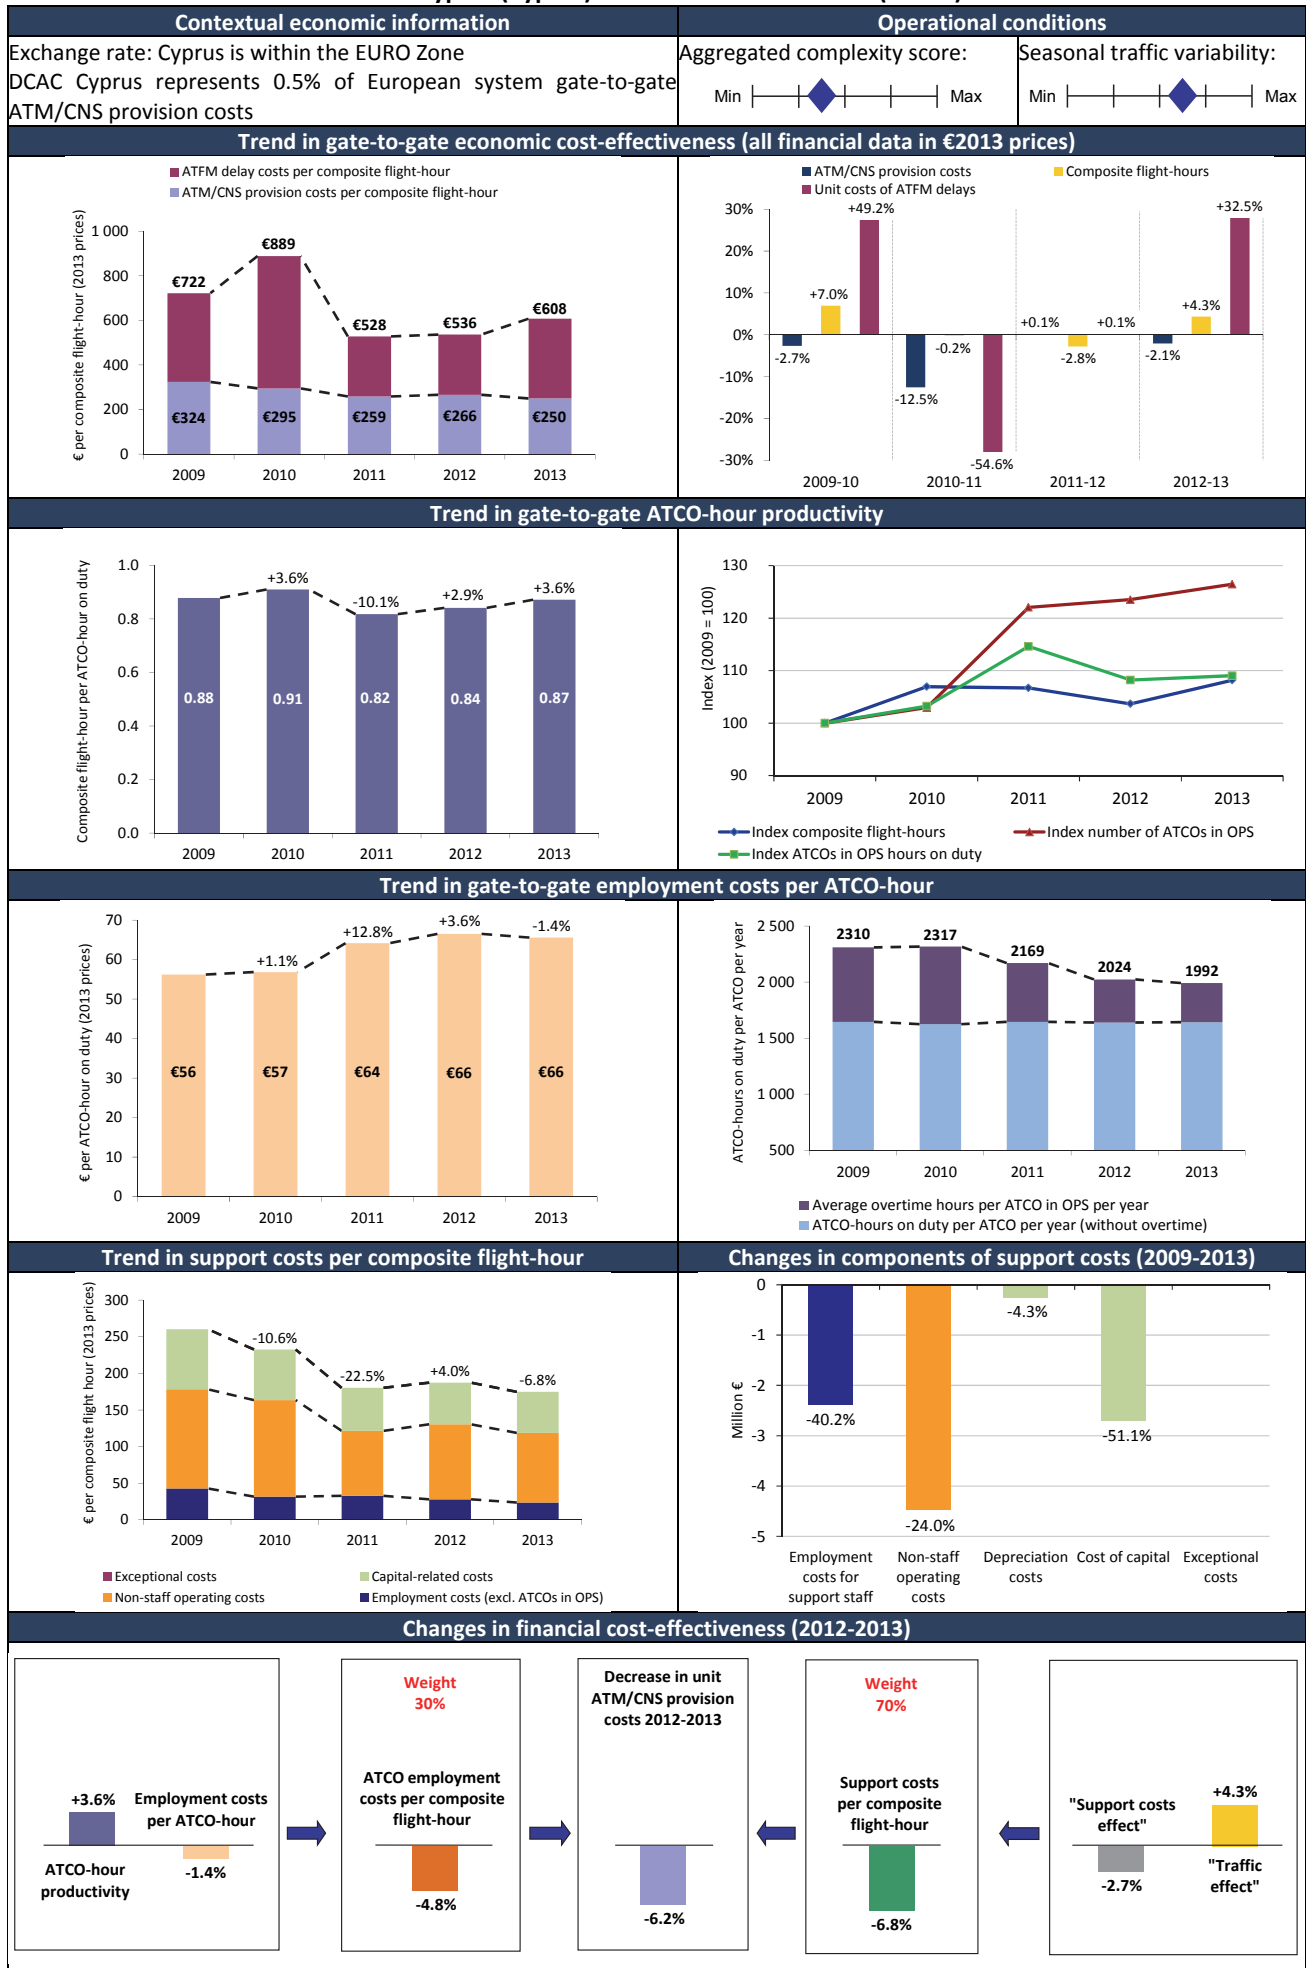 Contextual economic information
Operational conditions
Exchange rate: Cyprus is within the EURO Zone
DCAC Cyprus represents 0.5% of European system gate-to-gate
ATM/CNS provision costs
Aggregated complexity score:
Min
Max
Seasonal traffic variability:
Min
Max
Trend in gate-to-gate economic cost-effectiveness (all financial data in €2013 prices)
ATFM delay costs per composite flight-hour
ATM/CNS provision costs per composite flight-hour
€ per composite flight-hour (2013 prices)
1 000
800
600
400
200
0
€722
€889
€528
€536
€608
€324
€295
€259
€266
€250
2009
2010
2011
2012
2013
ATM/CNS provision costs
Composite flight-hours
Unit costs of ATFM delays
30%
20%
10%
0%
-10%
-20%
-30%
-2.7%
+7.0%
+49.2%
-12.5%
-0.2%
-54.6%
+0.1%
-2.8%
+0.1%
-2.1%
+4.3%
+32.5%
2009-10
2010-11
2011-12
2012-13
Trend in gate-to-gate ATCO-hour productivity
Composite flight-hour per ATCO-hour on duty
1.0
0.8
0.6
0.4
0.2
0.0
+3.6%
-10.1%
+2.9%
+3.6%
0.88
0.91
0.82
0.84
0.87
2009
2010
2011
2012
2013
Index (2009 = 100)
130
120
110
100
90
2009
2010
2011
2012
2013
Index composite flight-hours
Index number of ATCOs in OPS
Index ATCOs in OPS hours on duty
Trend in gate-to-gate employment costs per ATCO-hour
€ per ATCO-hour on duty (2013 prices)
70
60
50
40
30
20
10
0
+1.1%
+12.8%
+3.6%
-1.4%
€56
€57
€64
€66
€66
2009
2010
2011
2012
2013
ATCO-hours on duty per ATCO per year
2 500
2 000
1 500
1 000
500
2310
2317
2169
2024
1992
2009
2010
2011
2012
2013
Average overtime hours per ATCO in OPS per year
ATCO-hours on duty per ATCO per year (without overtime)
Trend in support costs per composite flight-hour
Changes in components of support costs (2009-2013)
€ per composite flight hour (2013 prices)
300
250
200
150
100
50
0
-10.6%
-22.5%
+4.0%
-6.8%
2009
2010
2011
2012
2013
Exceptional costs
Capital-related costs
Non-staff operating costs
Employment costs (excl. ATCOs in OPS)
Million €
0
-1
-2
-3
-4
-5
-40.2%
-24.0%
-4.3%
-51.1%
Employment
costs for
support staff
Non-staff
operating
costs
Depreciation
costs
Cost of capital
Exceptional
costs
Changes in financial cost-effectiveness (2012-2013)
+3.6%
Employment costs
per ATCO-hour
ATCO-hour
productivity
-1.4%
Weight
30%
ATCO employment
costs per composite
flight-hour
-4.8%
Decrease in unit
ATM/CNS provision
costs 2012-2013
-6.2%
Weight
70%
Support costs
per composite
flight-hour
-6.8%
"Support costs
effect"
-2.7%
+4.3%
"Traffic
effect"